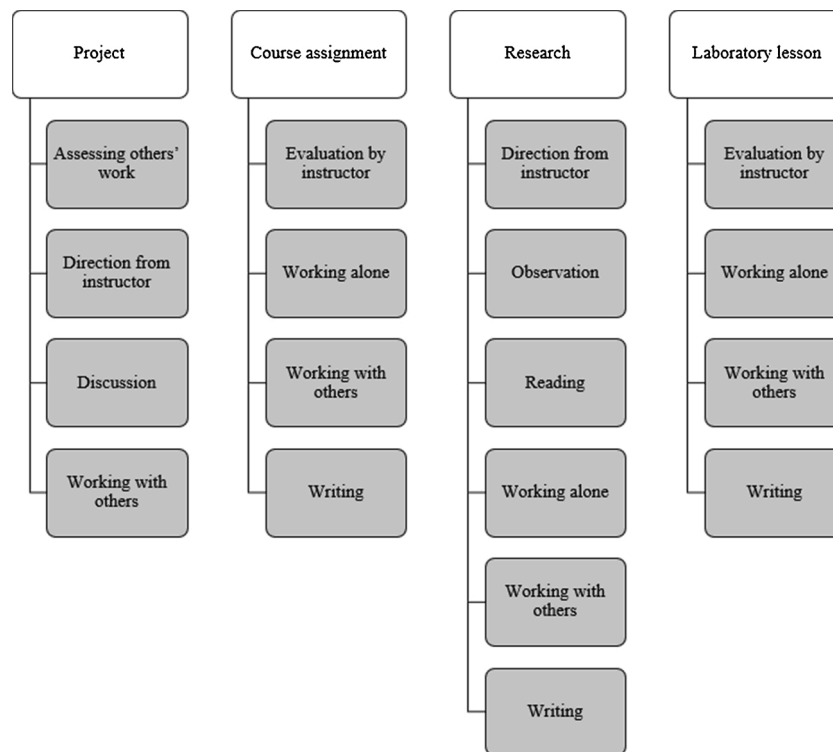 Project
Assessing others’
work
Direction from
instructor
Discussion
Working with
others
Course assignment
Evaluation by
instructor
Working alone
Working with
others
Writing
Research
Direction from
instructor
Observation
Reading
Working alone
Working with
others
Writing
Laboratory lesson
Evaluation by
instructor
Working alone
Working with
others
Writing